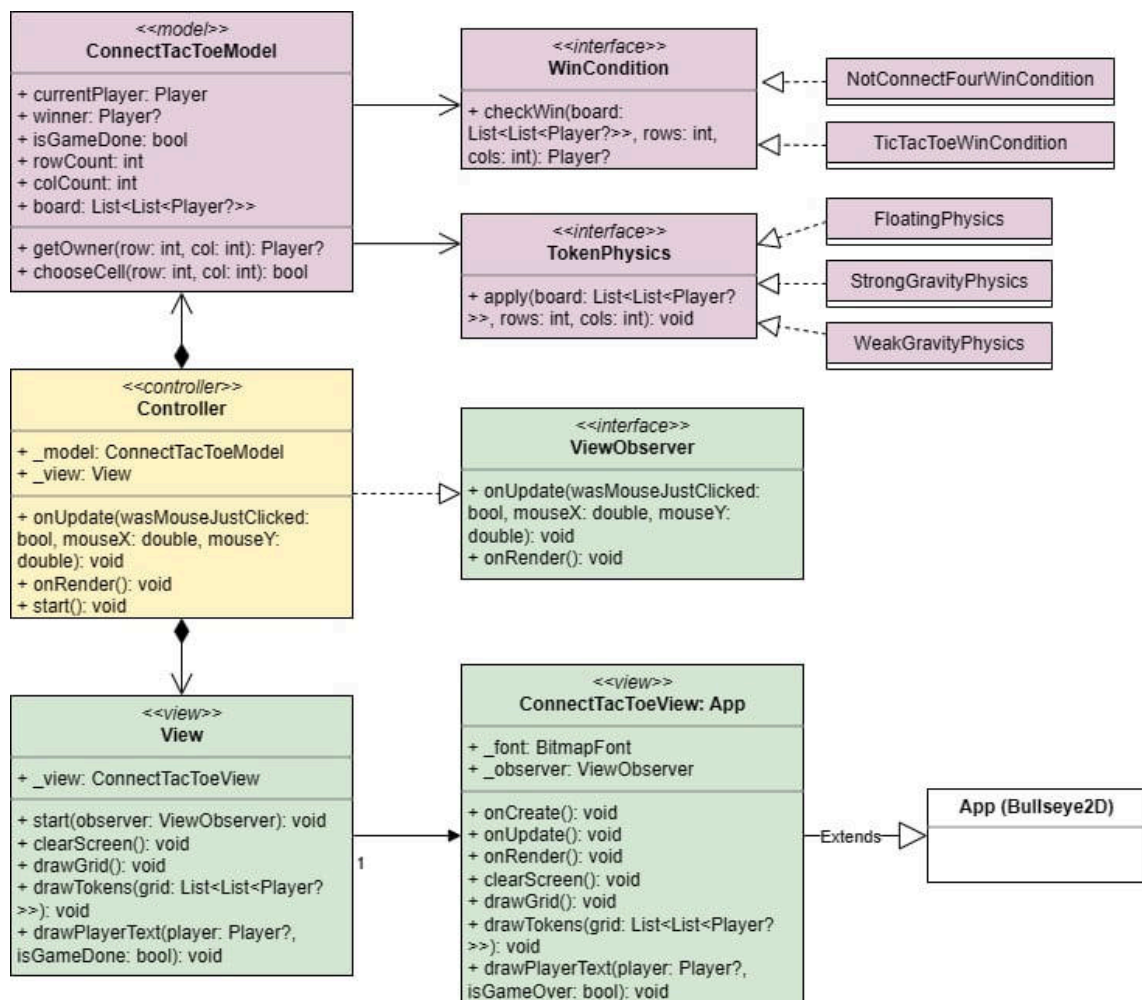 <<model>>
ConnectTacToeModel
+ currentPlayer: Player
+ winner: Player?
+ isGameDone: bool
+ rowCount: int
+ colCount: int
+ board: List<List<Player?>>
+ getOwner(row: int, col: int): Player?
+ chooseCell(row: int, col: int): bool
<<interface>>
WinCondition
+ checkWin(board:
List<List<Player?>>, rows: int,
cols: int): Player?
NotConnectFourWinCondition
TicTacToeWinCondition
<<interface>>
TokenPhysics
+ apply(board: List<List<Player?
>>, rows: int, cols: int): void
FloatingPhysics
StrongGravityPhysics
WeakGravityPhysics
<<controller>>
Controller
+ _model: ConnectTacToeModel
+ _view: View
+ onUpdate(wasMouseJustClicked:
bool, mouseX: double, mouseY:
double): void
+ onRender(): void
+ start(): void
<<interface>>
ViewObserver
+ onUpdate(wasMouseJustClicked:
bool, mouseX: double, mouseY:
double): void
+ onRender(): void
<<view>>
View
+ _view: ConnectTacToeView
+ start(observer: ViewObserver): void
+ clearScreen(): void
+ drawGrid(): void
+ drawTokens(grid: List<List<Player?
>>): void
+ drawPlayerText(player: Player?,
isGameDone: bool): void
1
<<view>>
ConnectTacToeView: App
+ _font: BitmapFont
+ _observer: ViewObserver
+ onCreate(): void
+ onUpdate(): void
+ onRender(): void
+ clearScreen(): void
+ drawGrid(): void
+ drawTokens(grid: List<List<Player?
>>): void
+ drawPlayerText(player: Player?,
isGameOver: bool): void
Extends
App (Bullseye2D)